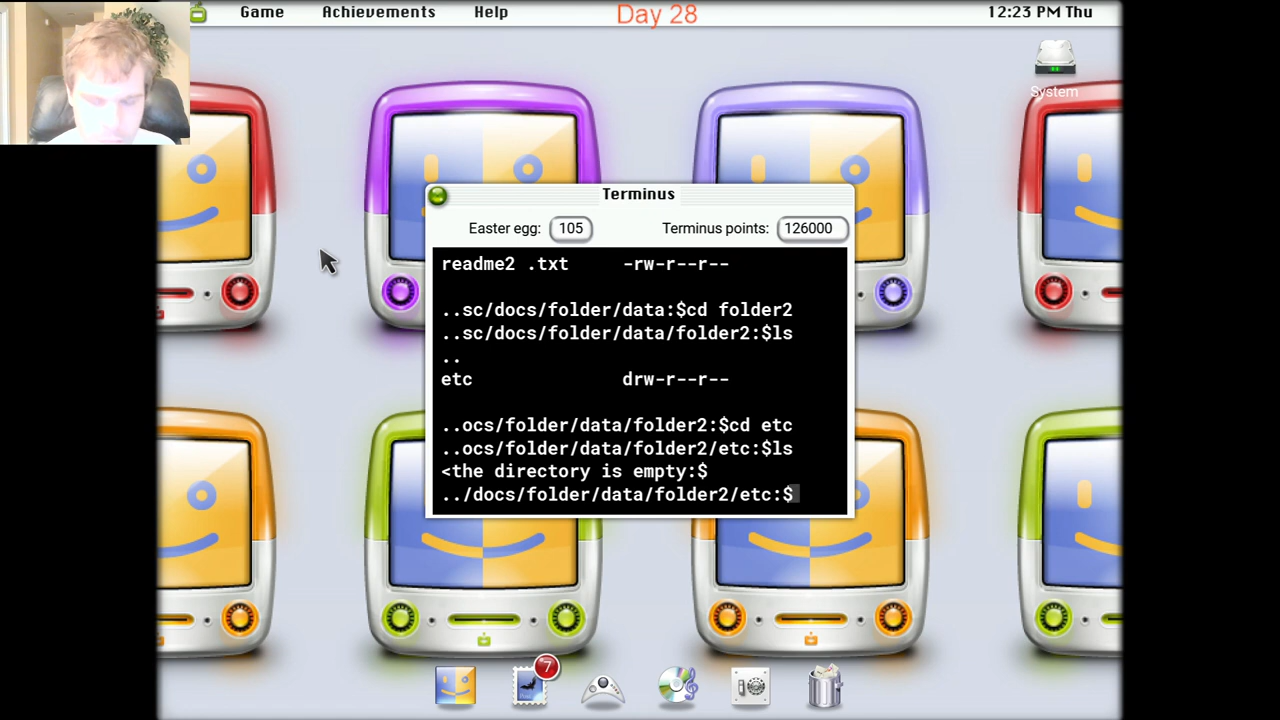 Game Achievements Help Day 28 12:23 PM Thu
System
Terminus
Easter egg: 105 Terminus points: 126000
readme2 .txt -rw-r--r--
..sc/docs/folder/data:$cd folder2
..sc/docs/folder/data/folder2:$ls
..
etc drw-r--r--
..ocs/folder/data/folder2:$cd etc
..ocs/folder/data/folder2/etc:$ls
<the directory is empty:$
../docs/folder/data/folder2/etc:$
7